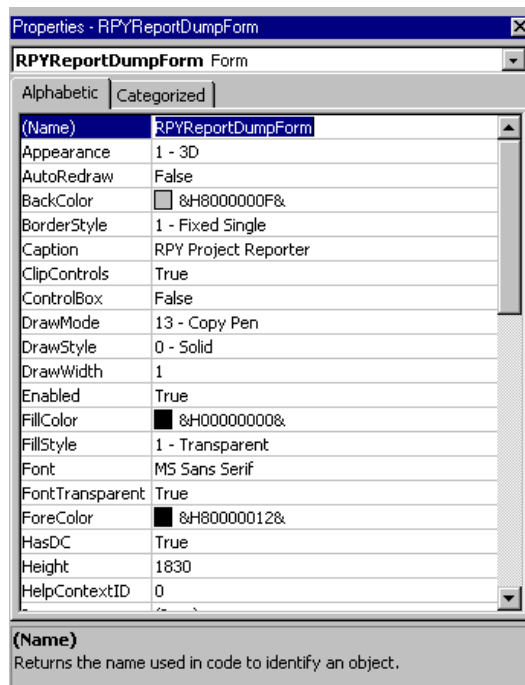 Properties - RPYReportDumpForm
RPYReportDumpForm Form
Alphabetic Categorized
(Name) RPYReportDumpForm
Appearance 1 - 3D
AutoRedraw False
BackColor &H8000000F&
BorderStyle 1 - Fixed Single
Caption RPY Project Reporter
ClipControls True
ControlBox False
DrawMode 13 - Copy Pen
DrawStyle 0 - Solid
DrawWidth 1
Enabled True
FillColor &H00000000&
FillStyle 1 - Transparent
Font MS Sans Serif
FontTransparent True
ForeColor &H80000012&
HasDC True
Height 1830
HelpContextID 0
(Name)
Returns the name used in code to identify an object.